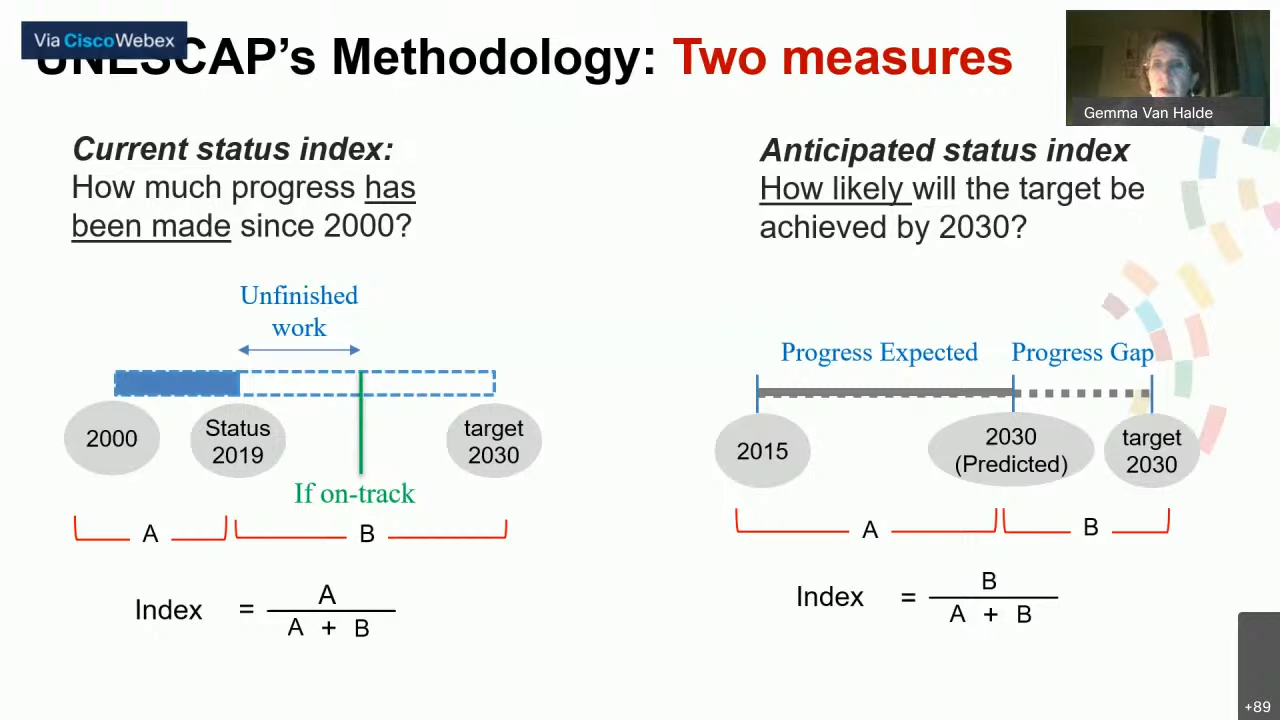 Via CiscoWebex
UNESCAP's Methodology: Two measures
Gemma Van Halde
Current status index:
How much progress has
been made since 2000?
Unfinished
work
2000
Status
2019
target
2030
If on-track
A
B
Index = A
A + B
Anticipated status index
How likely will the target be
achieved by 2030?
Progress Expected
Progress Gap
2015
2030
(Predicted)
target
2030
A
B
Index = B
A + B
+89